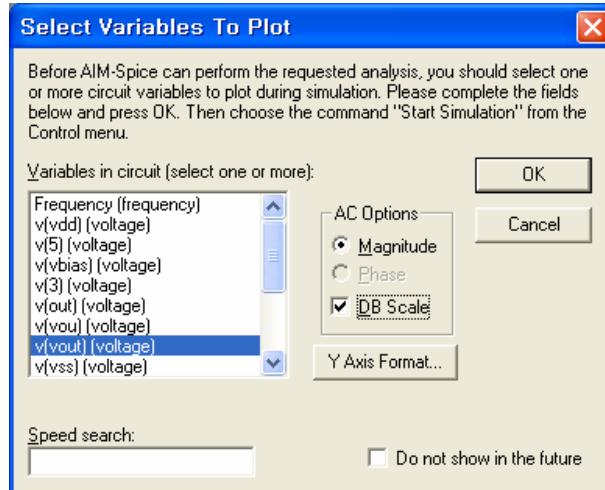 Select Variables To Plot
Before AIM-Spice can perform the requested analysis, you should select one
or more circuit variables to plot during simulation. Please complete the fields
below and press OK. Then choose the command "Start Simulation" from the
Control menu.
Variables in circuit (select one or more):
Frequency (frequency)
v(vdd) (voltage)
v(5) (voltage)
v(vbias) (voltage)
v(3) (voltage)
v(out) (voltage)
v(vou) (voltage)
v(vout) (voltage)
v(vss) (voltage)
AC Options
Magnitude
Phase
DB Scale
Y Axis Format...
OK
Cancel
Speed search:
Do not show in the future